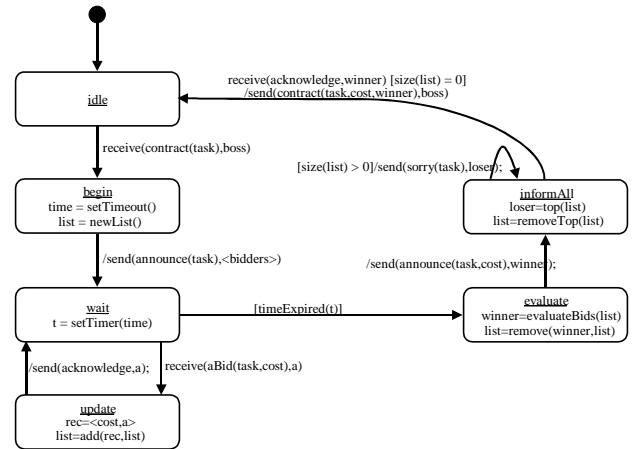 receive(acknowledge,winner) [size(list) = 0]
/send(contract(task,cost,winner),boss)
idle
receive(contract(task),boss)
[size(list) > 0]/send(sorry(task),loser);
begin
time = setTimeout()
list = newList()
informAll
loser=top(list)
list=removeTop(list)
/send(announce(task),<bidders>)
/send(announce(task,cost),winner);
wait
t = setTimer(time)
[timeExpired(t)]
evaluate
winner=evaluateBids(list)
list=remove(winner,list)
/send(acknowledge,a);
receive(aBid(task,cost),a)
update
rec=<cost,a>
list=add(rec,list)